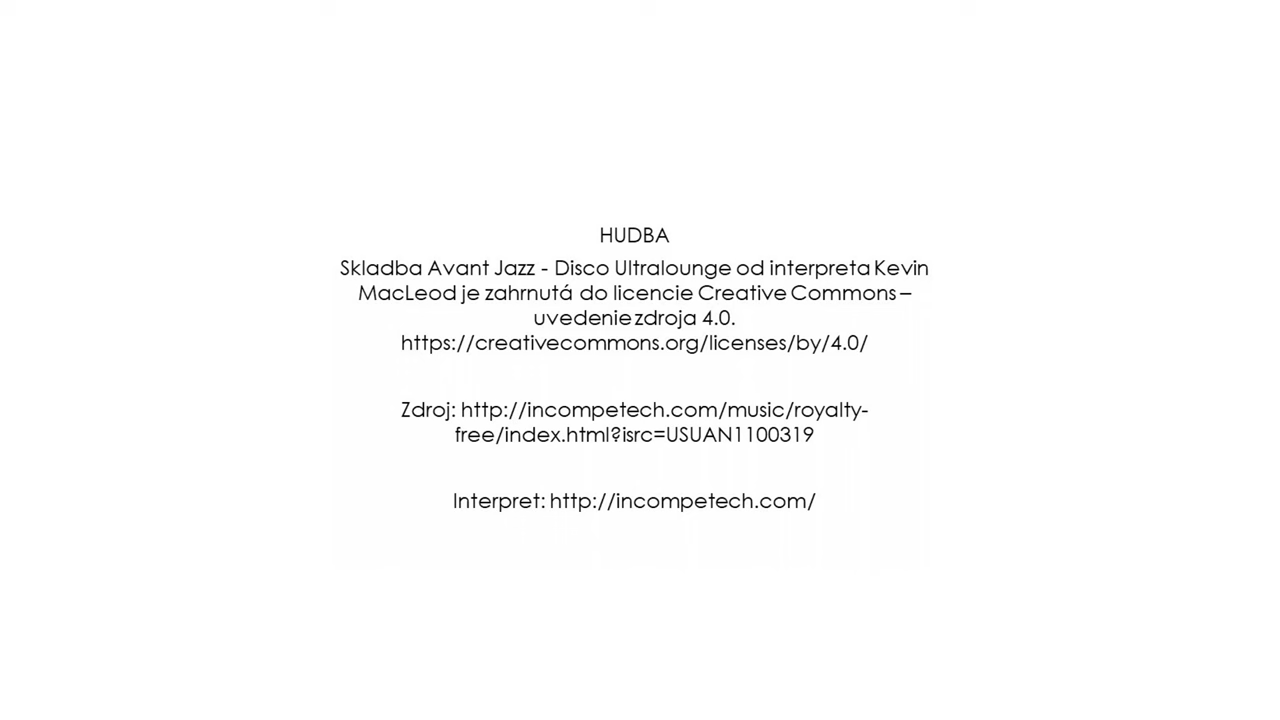 HUDBA
Skladba Avant Jazz - Disco Ultralounge od interpreta Kevin
MacLeod je zahrnutá do licencie Creative Commons –
uvedenie zdroja 4.0.
https://creativecommons.org/licenses/by/4.0/
Zdroj: http://incompetech.com/music/royalty-
free/index.html?isrc=USUAN1100319
Interpret: http://incompetech.com/